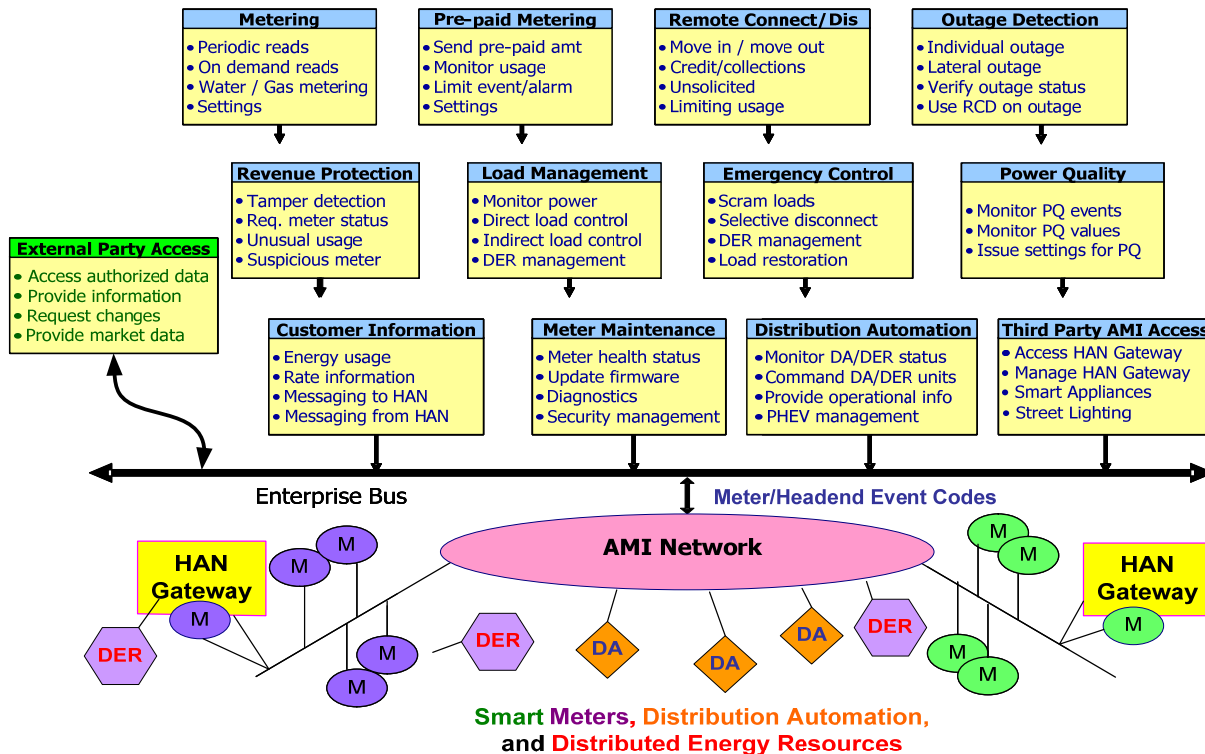 Metering
• Periodic reads
• On demand reads
• Water / Gas metering
• Settings
Pre-paid Metering
• Send pre-paid amt
• Monitor usage
• Limit event/alarm
• Settings
Remote Connect/Dis
• Move in / move out
• Credit/collections
• Unsolicited
• Limiting usage
Outage Detection
• Individual outage
• Lateral outage
• Verify outage status
• Use RCD on outage
Revenue Protection
• Tamper detection
• Req. meter status
• Unusual usage
• Suspicious meter
Load Management
• Monitor power
• Direct load control
• Indirect load control
• DER management
Emergency Control
• Scram loads
• Selective disconnect
• DER management
• Load restoration
Power Quality
• Monitor PQ events
• Monitor PQ values
• Issue settings for PQ
External Party Access
• Access authorized data
• Provide information
• Request changes
• Provide market data
Customer Information
• Energy usage
• Rate information
• Messaging to HAN
• Messaging from HAN
Meter Maintenance
• Meter health status
• Update firmware
• Diagnostics
• Security management
Distribution Automation
• Monitor DA/DER status
• Command DA/DER units
• Provide operational info
• PHEV management
Third Party AMI Access
• Access HAN Gateway
• Manage HAN Gateway
• Smart Appliances
• Street Lighting
Enterprise Bus
Meter/Headend Event Codes
AMI Network
HAN
Gateway
M
M
M
M
M
DER
DER
DA
DA
DA
DER
M
M
M
M
HAN
Gateway
M
Smart Meters, Distribution Automation,
and Distributed Energy Resources